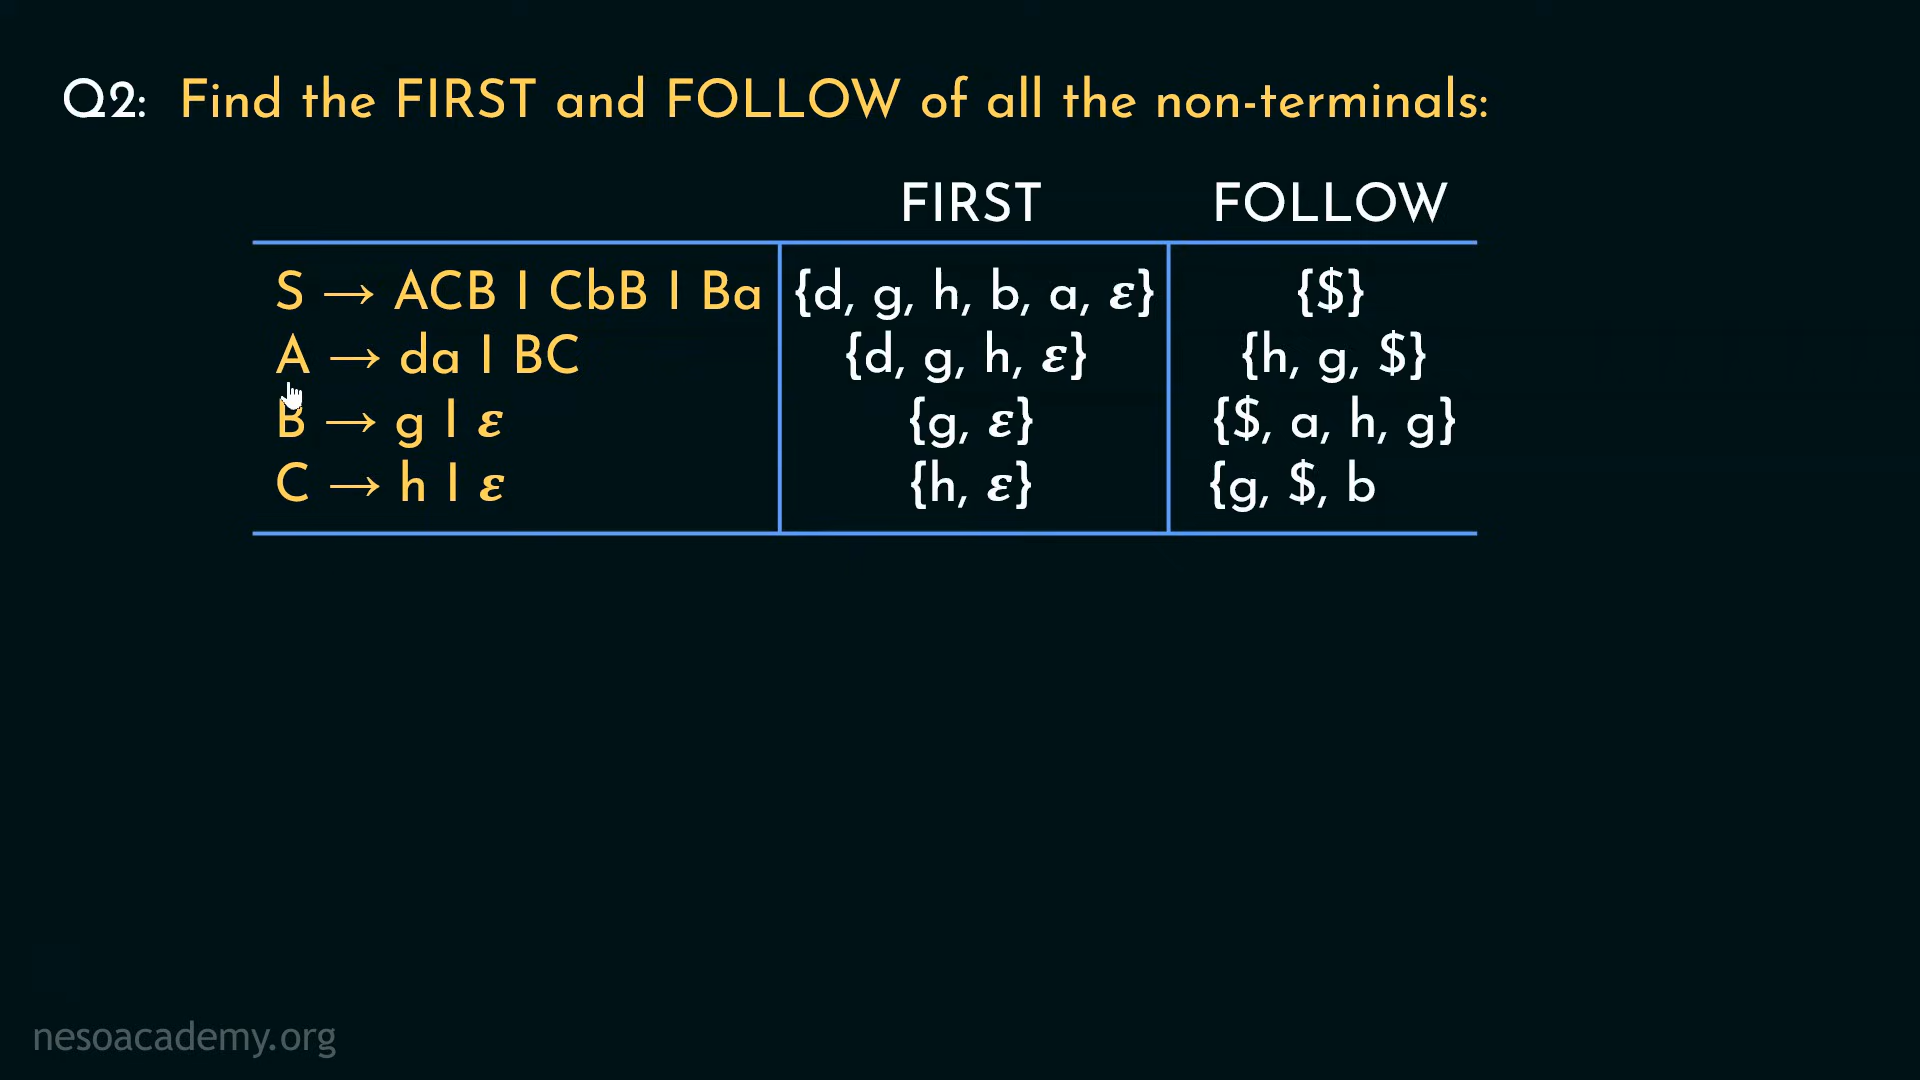 Q2: Find the FIRST and FOLLOW of all the non-terminals:
FIRST FOLLOW
S → ACB | CbB | Ba {d, g, h, b, a, ε} {$}
A → da | BC {d, g, h, ε} {h, g, $}
B → g | ε {g, ε} {$, a, h, g}
C → h | ε {h, ε} {g, $, b
nesoacademy.org